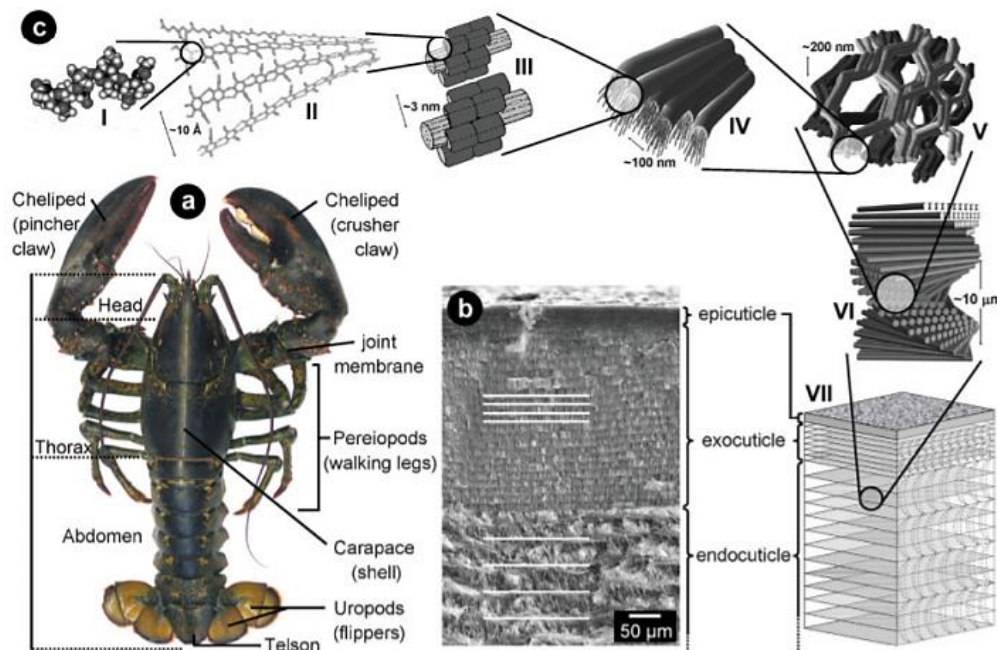 c
I
II
~10 Å
III
~3 nm
IV
~100 nm
~200 nm
V
VI
~10 µm
VII
a
Cheliped
(pincher
claw)
Cheliped
(crusher
claw)
Head
joint
membrane
Thorax
Pereiopods
(walking legs)
Abdomen
Carapace
(shell)
Uropods
(flippers)
Telson
b
epicuticle
exocuticle
endocuticle
50 µm